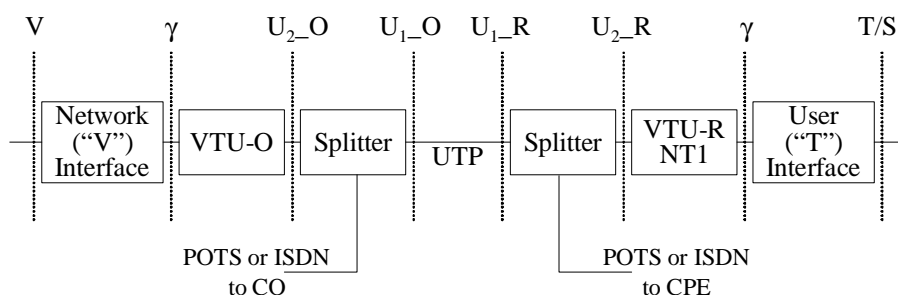 V γ U₂_O U₁_O U₁_R U₂_R γ T/S
Network
(“V”)
Interface
VTU-O
Splitter
UTP
Splitter
VTU-R
NT1
User
(“T”)
Interface
POTS or ISDN
to CO
POTS or ISDN
to CPE